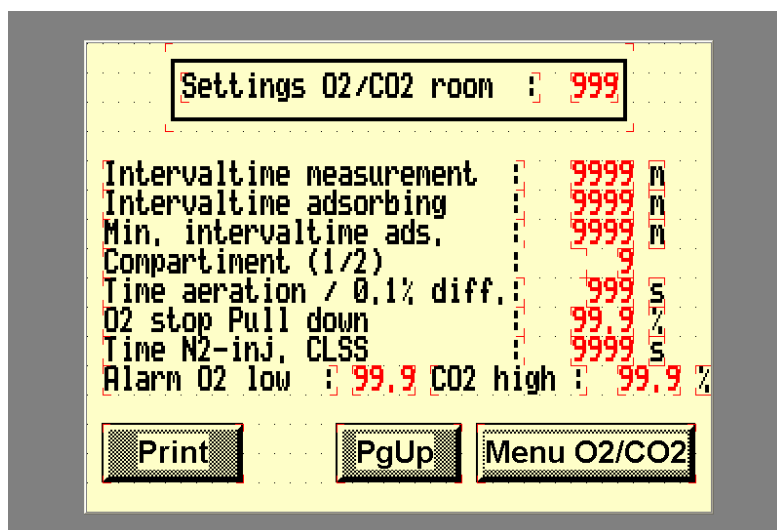 Settings O2/CO2 room : 999
Intervaltime measurement : 9999 m
Intervaltime adsorbing : 9999 m
Min. intervaltime ads. : 9999 m
Compartiment (1/2) : 9
Time aeration / 0.1% diff. : 999 s
O2 stop Pull down : 99.9 %
Time N2-inj. CLSS : 9999 s
Alarm O2 low : 99.9 CO2 high : 99.9 %
Print PgUp Menu O2/CO2